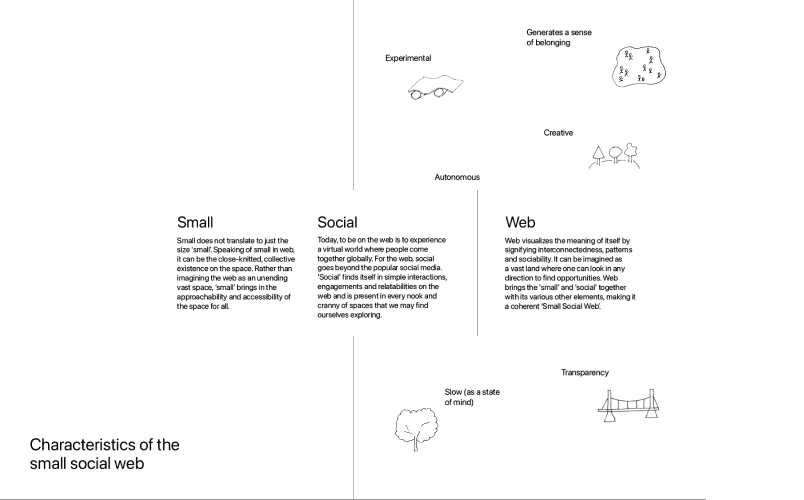 Generates a sense
of belonging
Experimental
Creative
Autonomous
Small
Small does not translate to just the
size 'small'. Speaking of small in web,
it can be the close-knitted, collective
existence on the space. Rather than
imagining the web as an unending
vast space, 'small' brings in the
approachability and accessibility of
the space for all.
Social
Today, to be on the web is to experience
a virtual world where people come
together globally. For the web, social
goes beyond the popular social media.
'Social' finds itself in simple interactions,
engagements and relatabilities on the
web and is present in every nook and
cranny of spaces that we may find
ourselves exploring.
Web
Web visualizes the meaning of itself by
signifying interconnectedness, patterns
and sociability. It can be imagined as
a vast land where one can look in any
direction to find opportunities. Web
brings the 'small' and 'social' together
with its various other elements, making it
a coherent 'Small Social Web'.
Transparency
Slow (as a state
of mind)
Characteristics of the
small social web